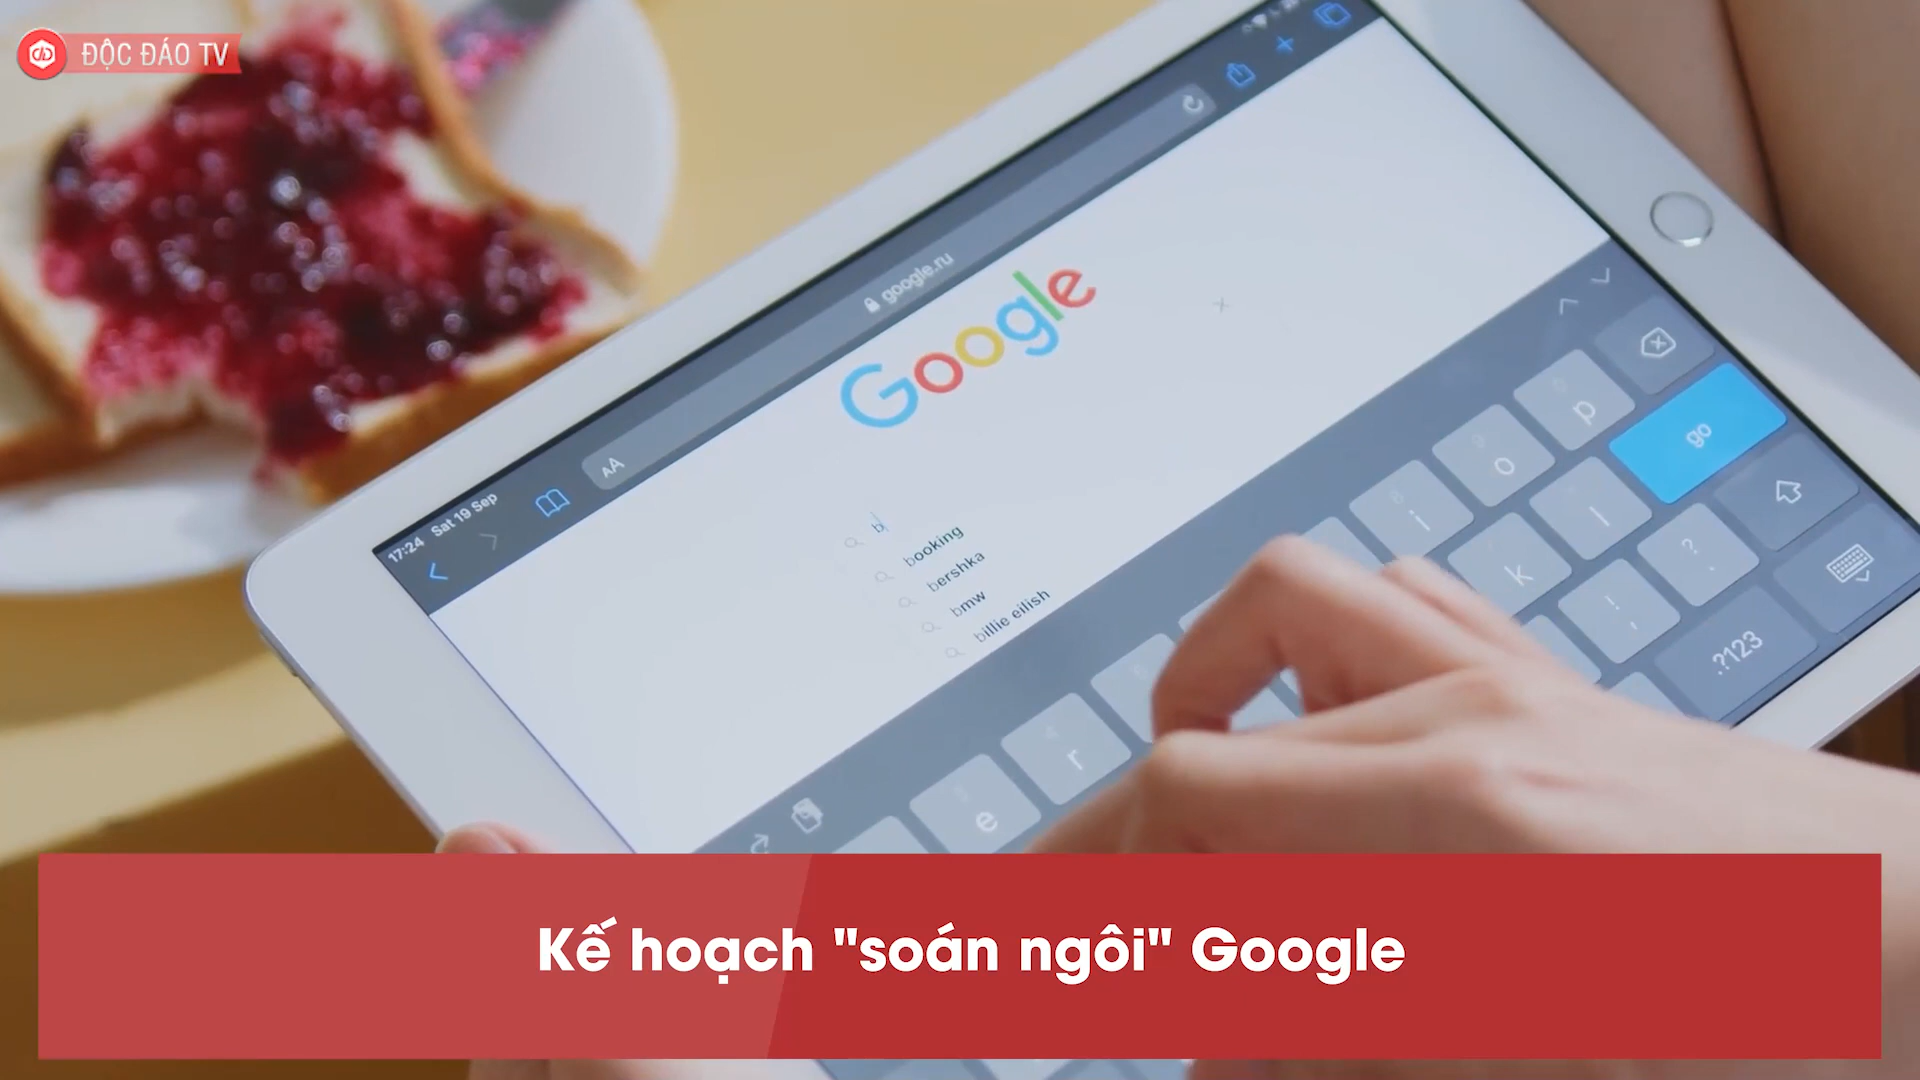 ĐỘC ĐÁO TV
17:24 Sat 19 Sep
AA
google.ru
Google
b
booking
bershka
bmw
billie eilish
p
o
go
i
l
k
?
!
?123
r
e
Kế hoạch "soán ngôi" Google